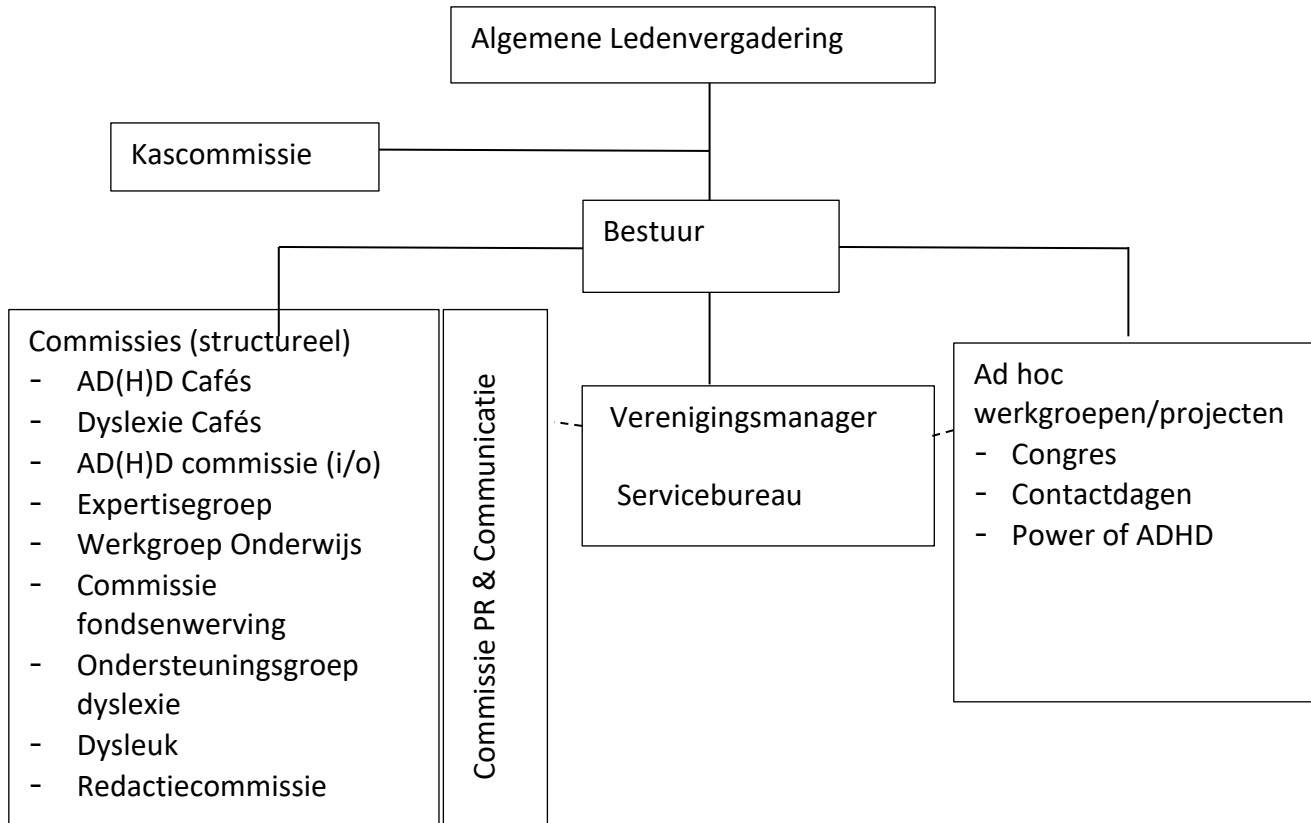 Algemene Ledenvergadering
Kascommissie
Bestuur
Commissies (structureel)
- AD(H)D Cafés
- Dyslexie Cafés
- AD(H)D commissie (i/o)
- Expertisegroep
- Werkgroep Onderwijs
- Commissie
fondsenwerving
- Ondersteuningsgroep
dyslexie
- Dysleuk
- Redactiecommissie
Commissie PR & Communicatie
Verenigingsmanager
Servicebureau
Ad hoc
werkgroepen/projecten
- Congres
- Contactdagen
- Power of ADHD